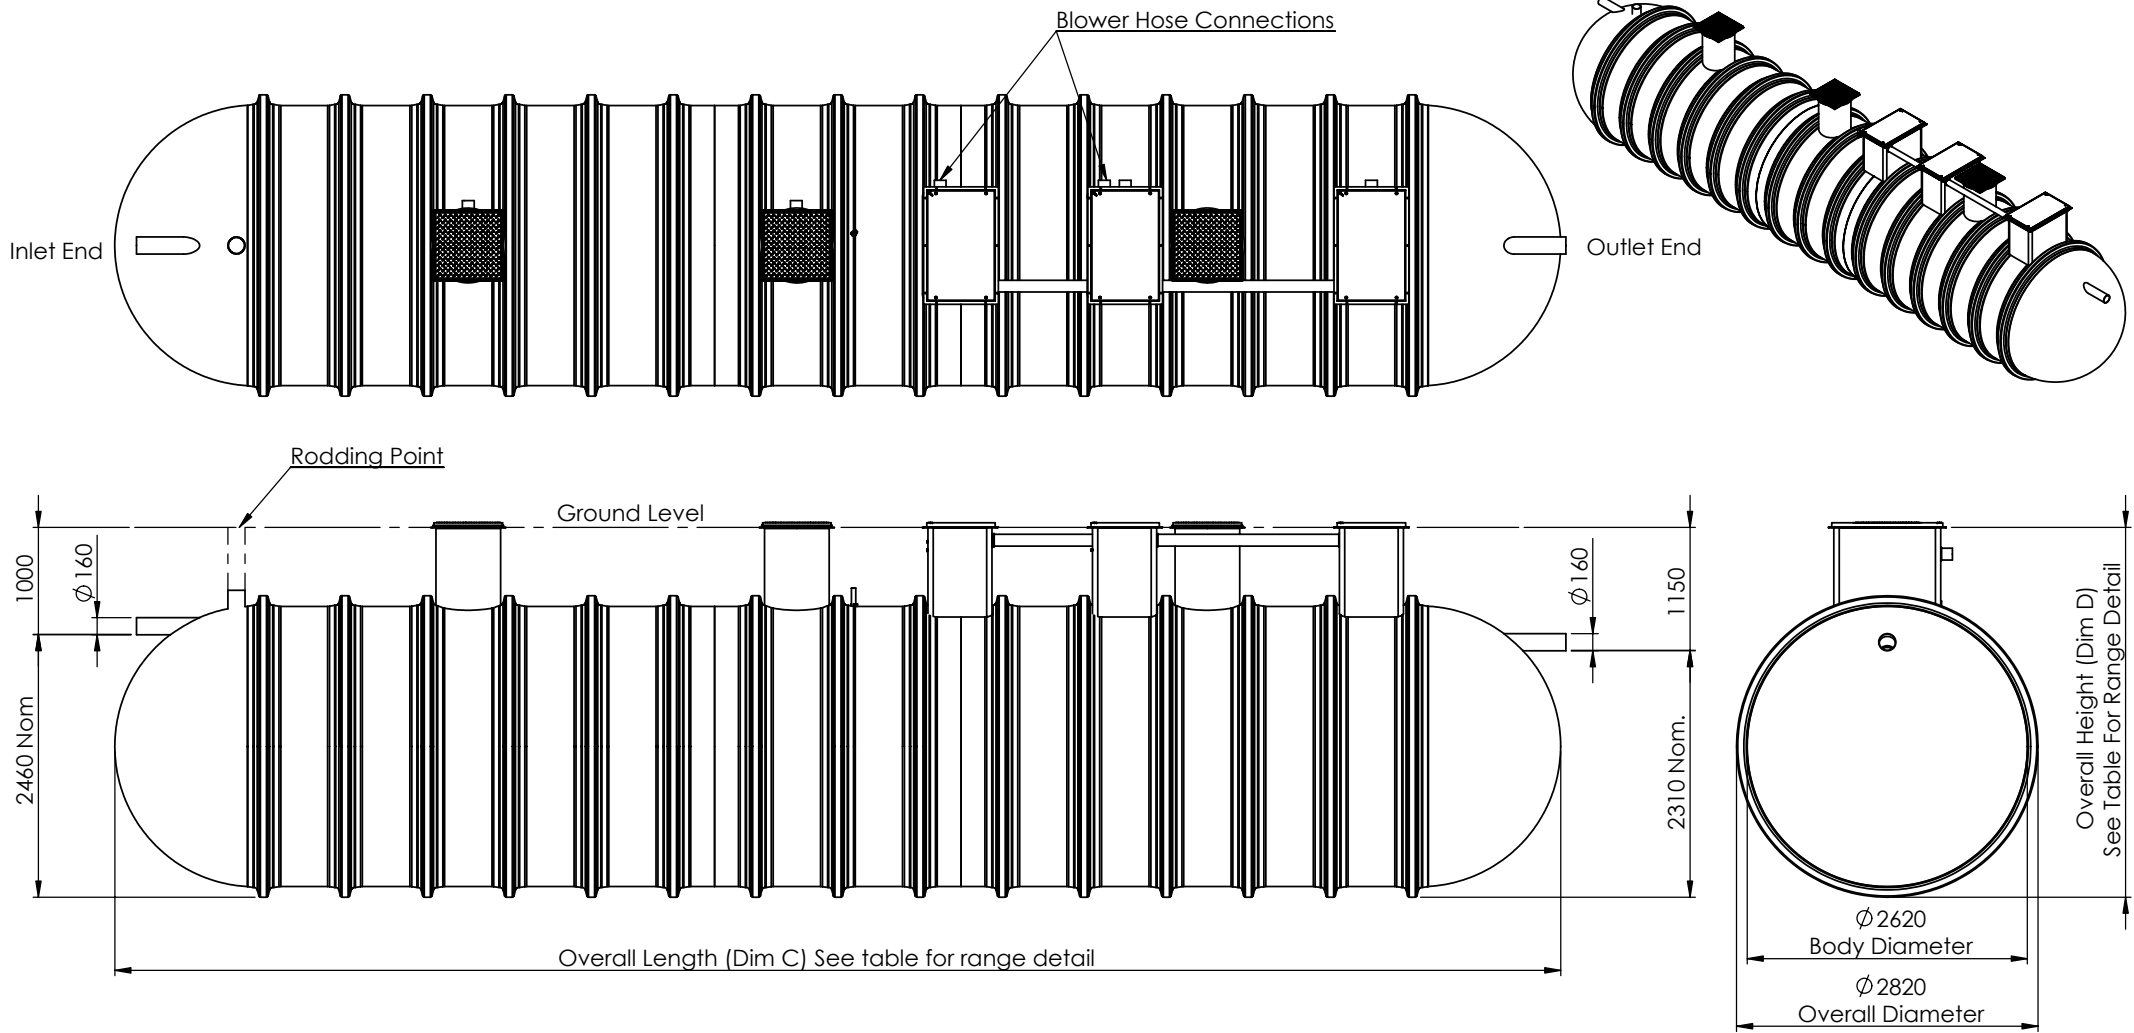 Blower Hose Connections
Inlet End
Outlet End
Rodding Point
Ground Level
1000
Ø160
2460 Nom
Ø160
1150
2310 Nom.
Overall Height (Dim D)
See Table For Range Detail
Overall Length (Dim C) See table for range detail
Ø2620
Body Diameter
Ø2820
Overall Diameter